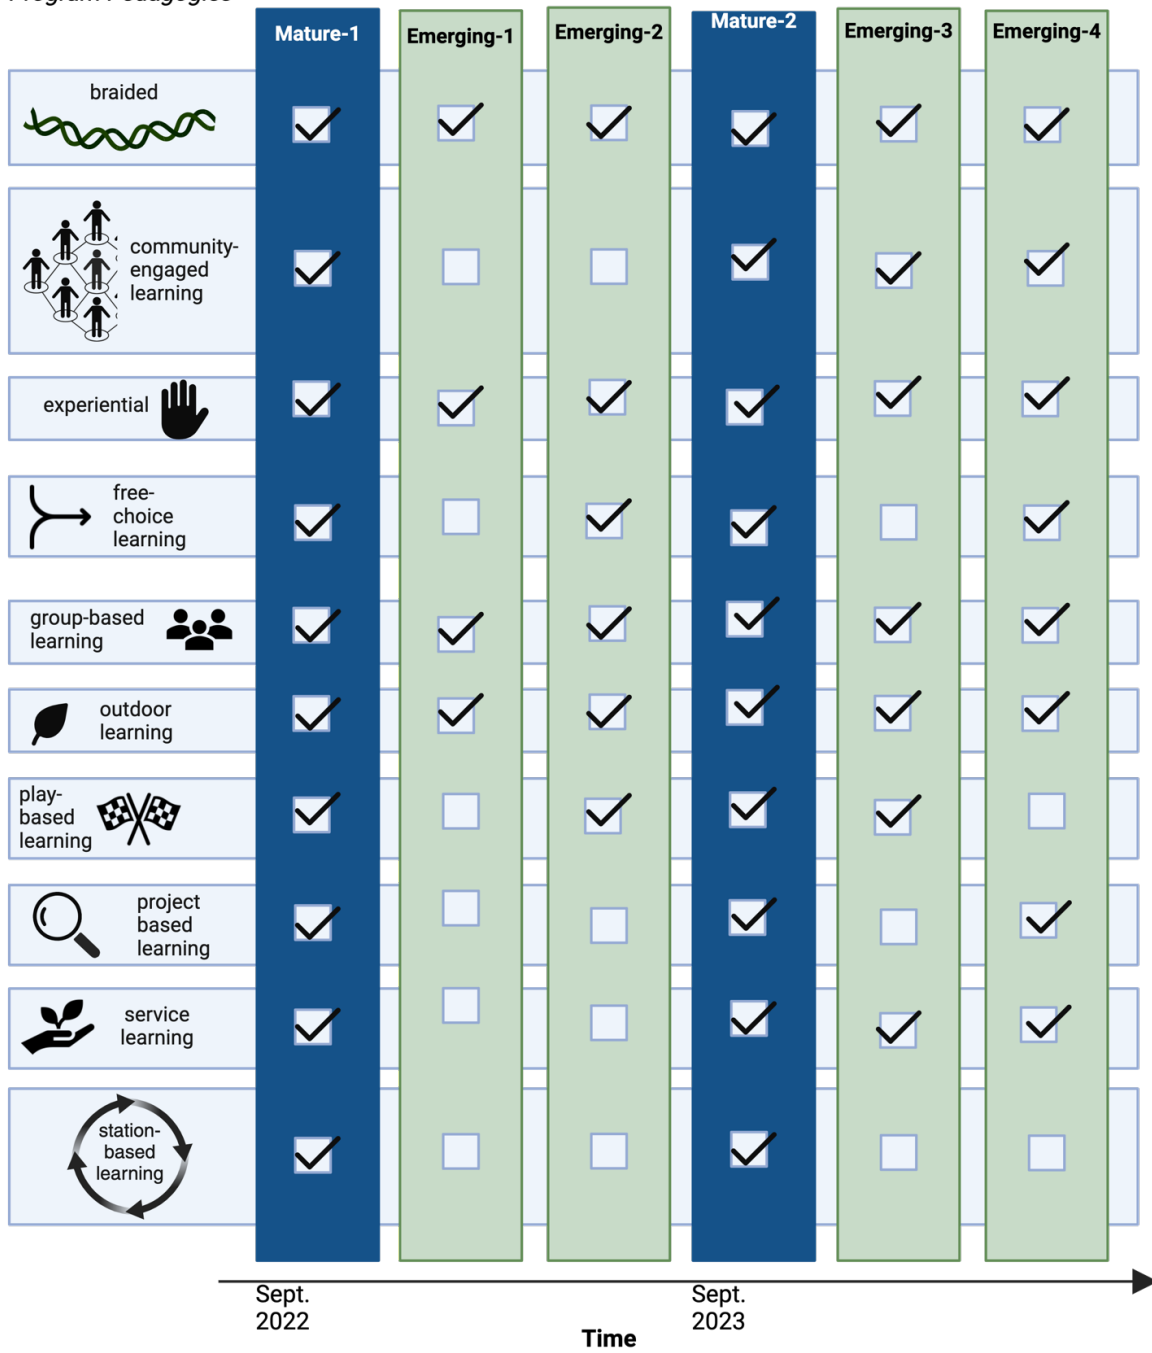 Program Pedagogies
Mature-1
Emerging-1
Emerging-2
Mature-2
Emerging-3
Emerging-4
braided
community-
engaged
learning
experiential
free-
choice
learning
group-based
learning
outdoor
learning
play-
based
learning
project
based
learning
service
learning
station-
based
learning
Sept.
2022
Sept.
2023
Time